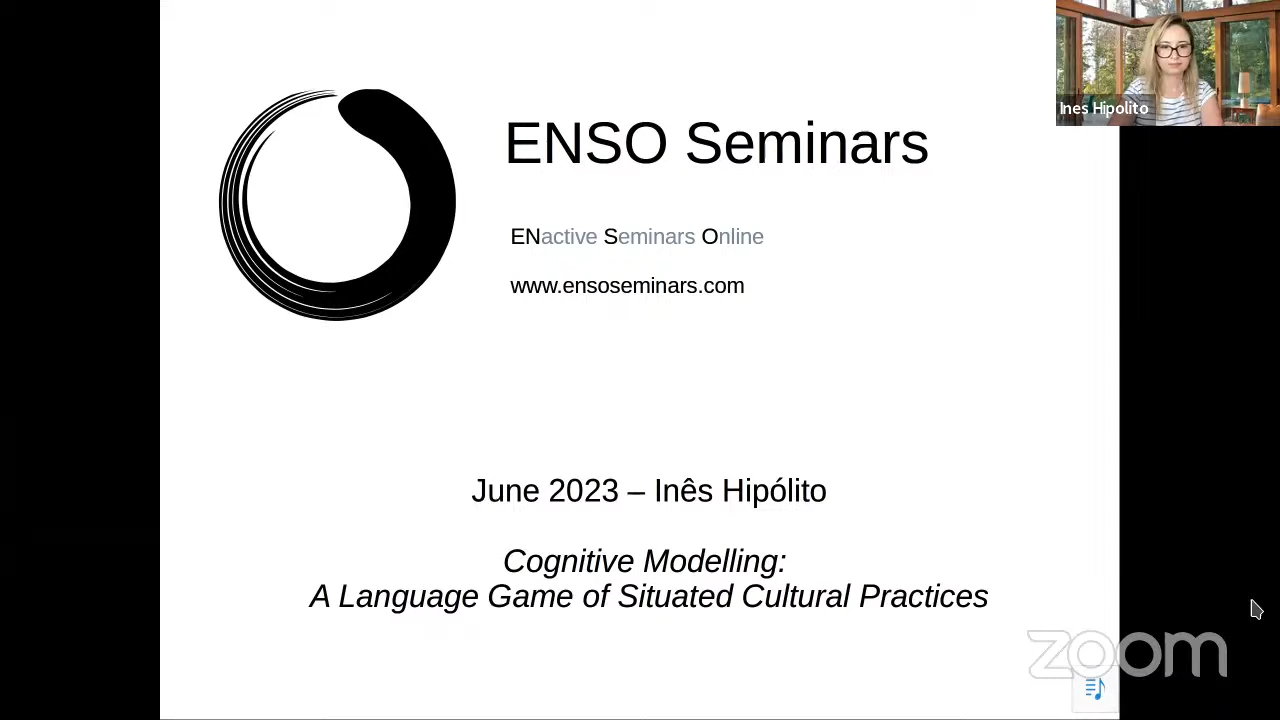 Ines Hipolito
ENSO Seminars
ENactive Seminars Online
www.ensoseminars.com
June 2023 – Inês Hipólito
Cognitive Modelling:
A Language Game of Situated Cultural Practices
zoom